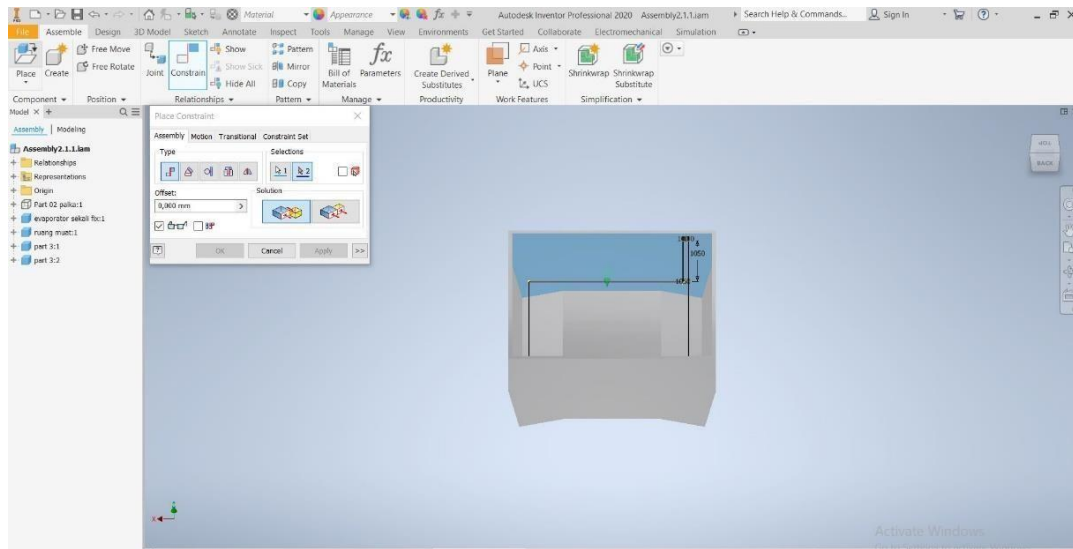 Material
Appearance
Autodesk Inventor Professional 2020 Assembly2.1.1.iam
Search Help & Commands...
Sign In
File Assemble Design 3D Model Sketch Annotate Inspect Tools Manage View Environments Get Started Collaborate Electromechanical Simulation
Free Move
Show
Pattern
Axis
Free Rotate
Show Sick
Mirror
Point
Place Create
Joint Constrain
Hide All
Copy
Bill of Materials
Parameters
Create Derived Substitutes
Plane
UCS
Shrinkwrap
Shrinkwrap Substitute
Component
Position
Relationships
Pattern
Manage
Productivity
Work Features
Simplification
Model × +
Assembly | Modeling
Assembly2.1.1.iam
Relationships
Representations
Origin
Part 02 palka:1
evaporator sekali fix:1
ruang muat:1
part 3:1
part 3:2
Place Constraint
Assembly Motion Transitional Constraint Set
Type
Selections
1
2
Offset:
Solution
0,000 mm
OK
Cancel
Apply
>>
1050
BACK
X
Activate Windows